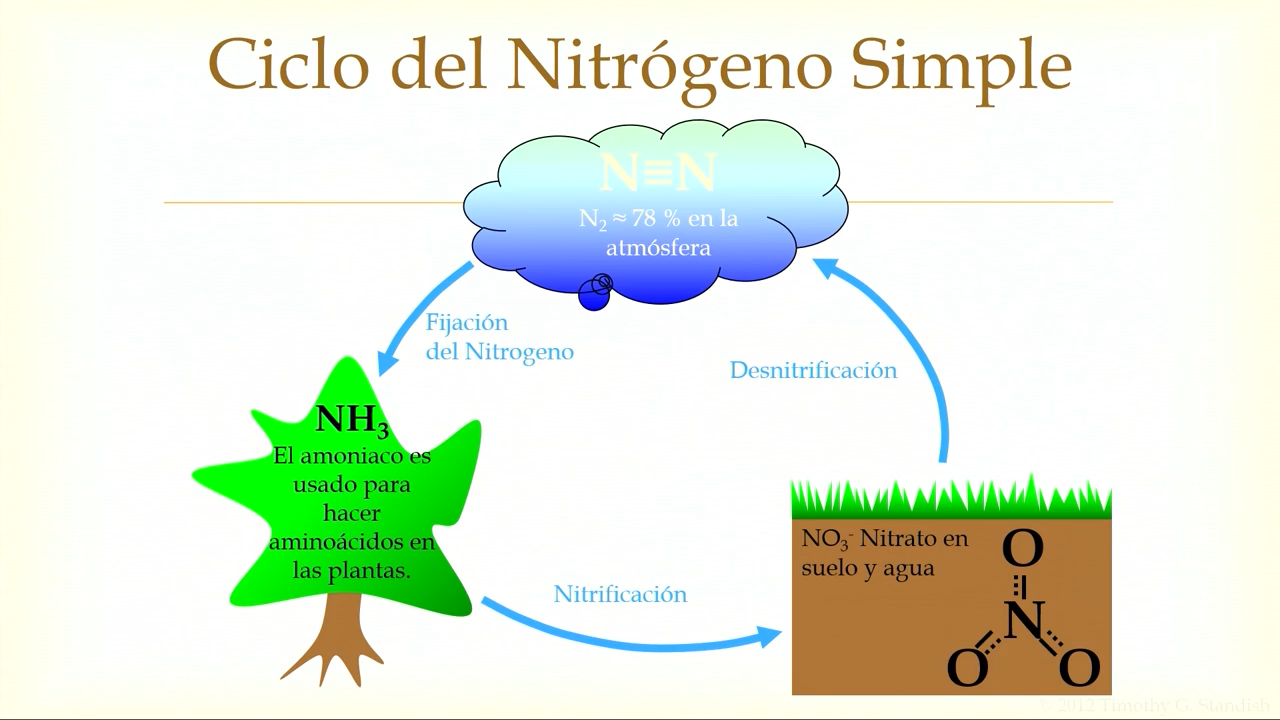 Ciclo del Nitrógeno Simple
N≡N
N₂ ≈ 78 % en la
atmósfera
Fijación
del Nitrogeno
Desnitrificación
NH₃
El amoniaco es
usado para
hacer
aminoácidos en
las plantas.
Nitrificación
NO₃⁻ Nitrato en
suelo y agua
O
N
O O
© 2012 Timothy G. Standish